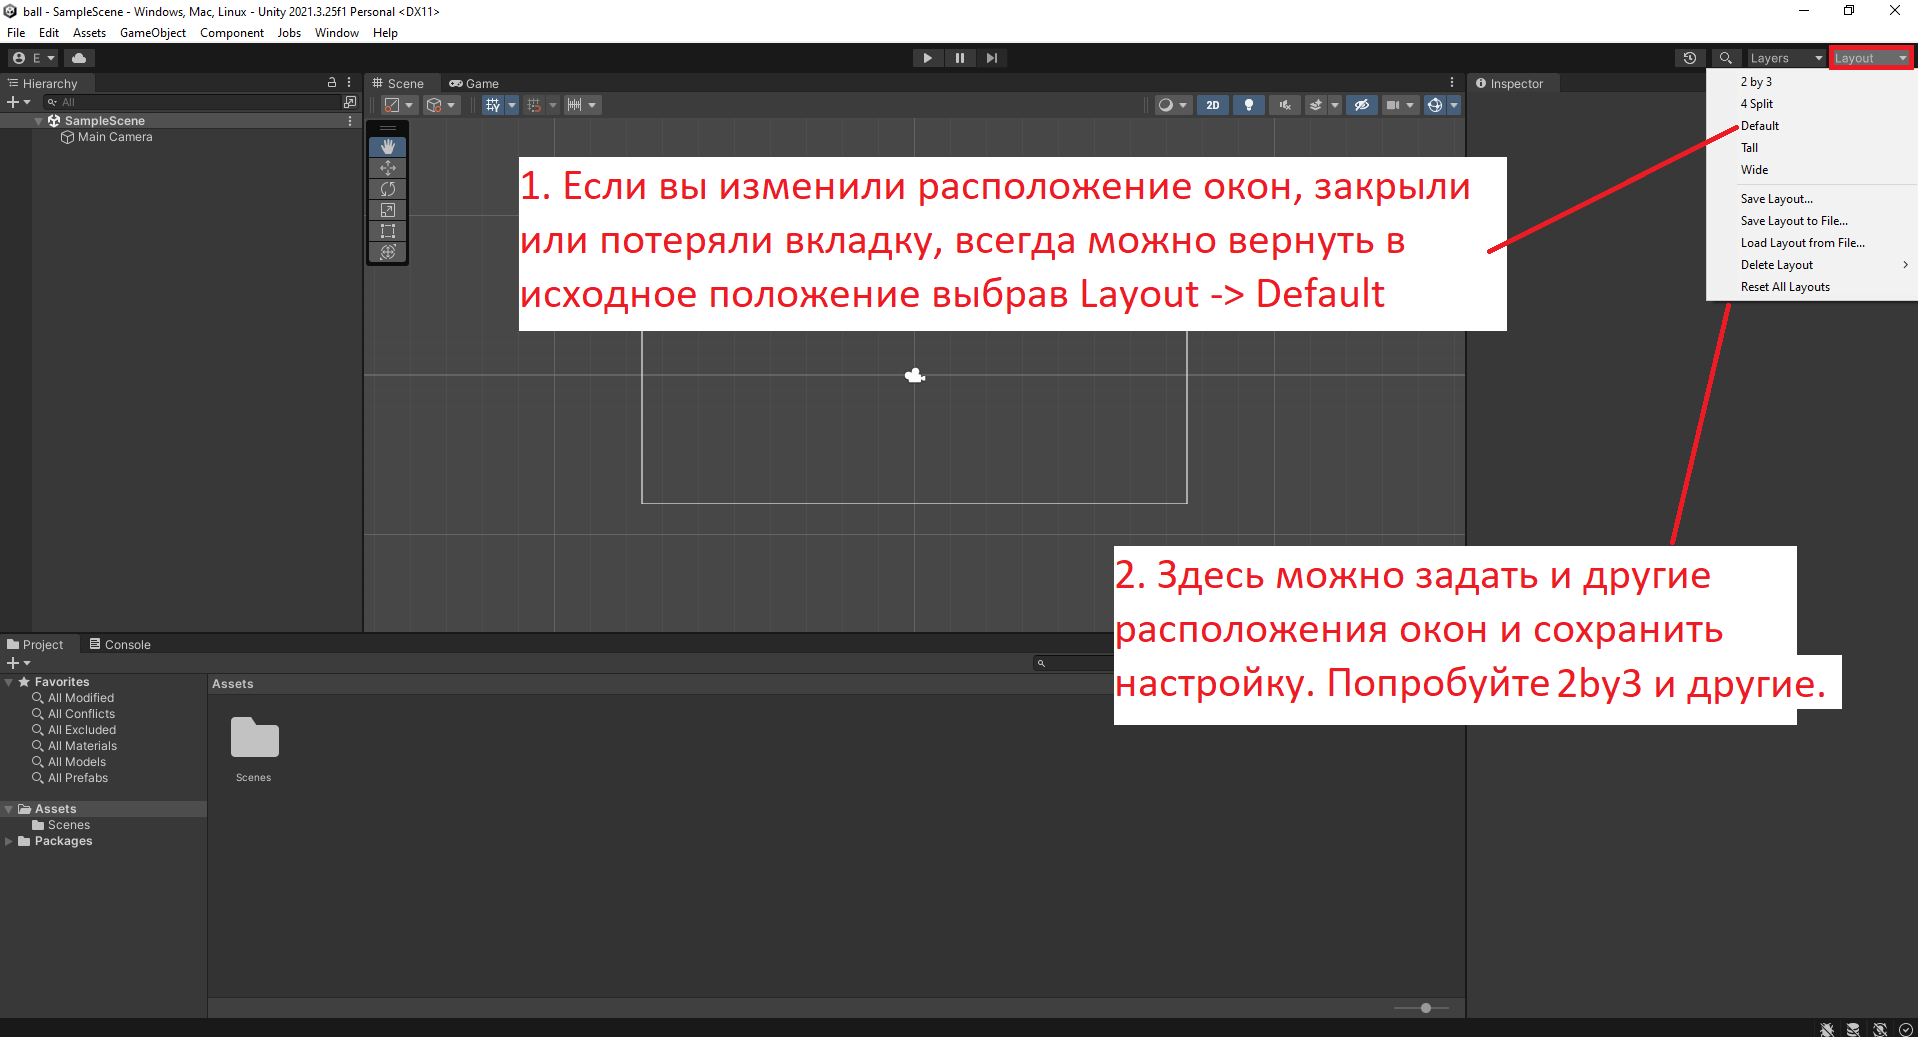 ball - SampleScene - Windows, Mac, Linux - Unity 2021.3.25f1 Personal <DX11>
File Edit Assets GameObject Component Jobs Window Help
E
Layers
Layout
Hierarchy
All
SampleScene
Main Camera
Scene
Game
2D
Inspector
2 by 3
4 Split
Default
Tall
Wide
Save Layout...
Save Layout to File...
Load Layout from File...
Delete Layout
Reset All Layouts
1. Если вы изменили расположение окон, закрыли
или потеряли вкладку, всегда можно вернуть в
исходное положение выбрав Layout -> Default
2. Здесь можно задать и другие
расположения окон и сохранить
настройку. Попробуйте 2by3 и другие.
Project
Console
Favorites
All Modified
All Conflicts
All Excluded
All Materials
All Models
All Prefabs
Assets
Scenes
Packages
Assets
Scenes